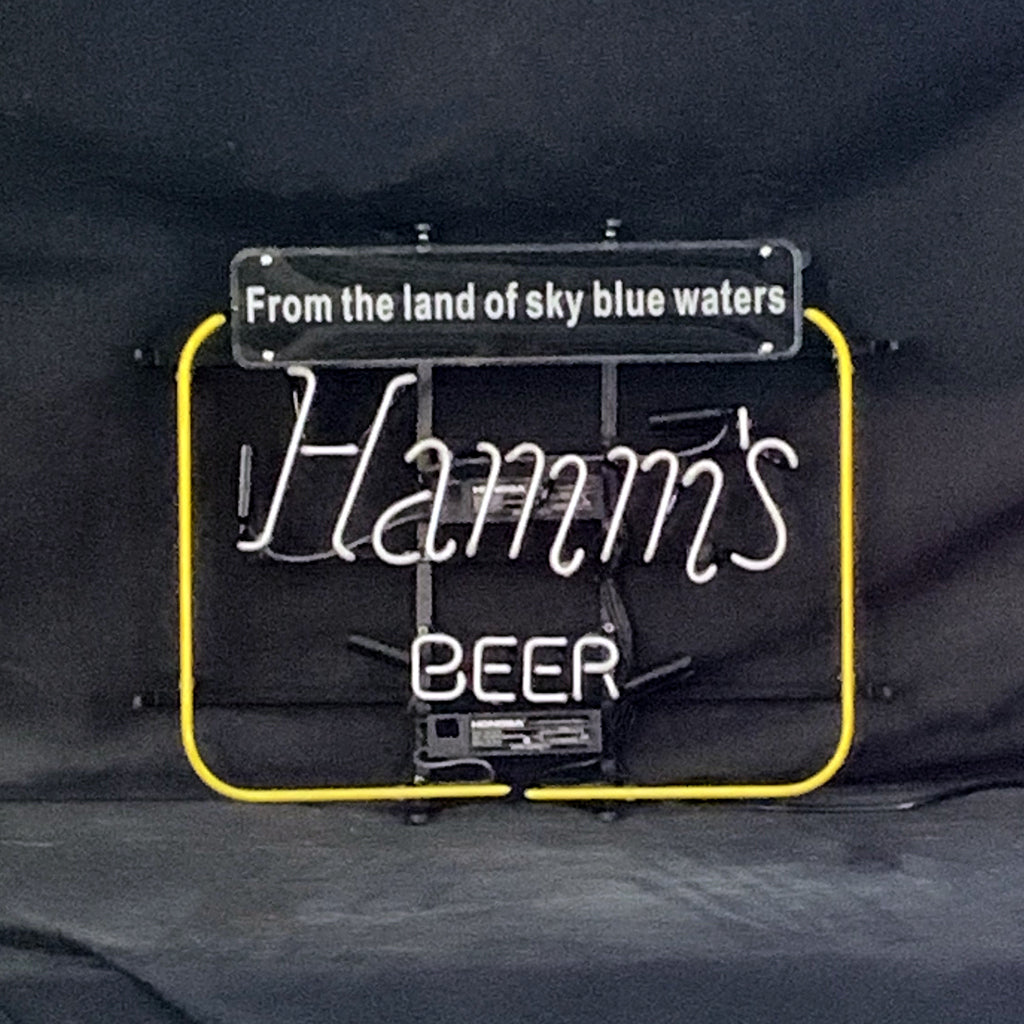 From the land of sky blue waters
Hamm's
BEER